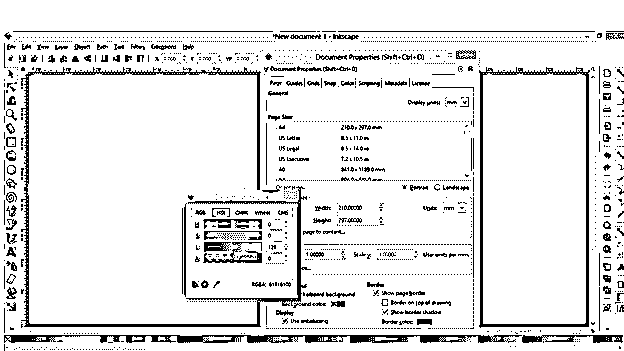 *New document 1 - Inkscape
File Edit View Layer Object Path Text Filters Extensions Help
Document Properties (Shift+Ctrl+D)
Document Properties (Shift+Ctrl+D)
Page Guides Grids Snap Color Scripting Metadata License
General
Display units: mm
Page Size
A4 210.0 x 297.0 mm
US Letter 8.5 x 11.0 in
US Legal 8.5 x 14.0 in
US Executive 7.2 x 10.5 in
A0 841.0 x 1189.0 mm
Portrait Landscape
Width: 210.00000 Units: mm
Height: 297.00000
page to content...
1.00000 Scale y: 1.00000 User units per mm
RGB HSL CMYK Wheel CMS
RGBA:
Border
Checkerboard background Show page border
Background color: Border on top of drawing
Display Show border shadow
Use antialiasing Border color: